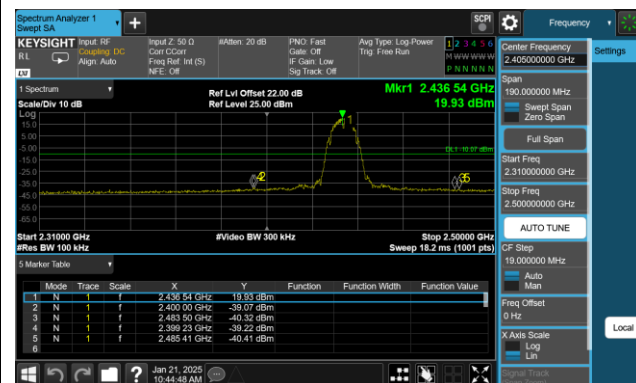 Spectrum Analyzer 1
Swept SA
SCPI
Frequency
KEYSIGHT
RL
LXI
Input: RF
Coupling: DC
Align: Auto
Input Z: 50 Ω
Corr CCorr
Freq Ref: Int (S)
NFE: Off
#Atten: 20 dB
PNO: Fast
Gate: Off
IF Gain: Low
Sig Track: Off
Avg Type: Log-Power
Trig: Free Run
1 2 3 4 5 6
M W W W W W
P N N N N N
1 Spectrum
Scale/Div 10 dB
Ref Lvl Offset 22.00 dB
Ref Level 25.00 dBm
Mkr1 2.436 54 GHz
19.93 dBm
Log
15.0
5.00
-5.00
-15.0
-25.0
-35.0
-45.0
-55.0
-65.0
1
DL1 -10.07 dBm
Start 2.31000 GHz
#Res BW 100 kHz
#Video BW 300 kHz
Stop 2.50000 GHz
Sweep 18.2 ms (1001 pts)
5 Marker Table
Mode Trace Scale X Y Function Function Width Function Value
1 N 1 f 2.436 54 GHz 19.93 dBm
2 N 1 f 2.400 00 GHz -39.07 dBm
3 N 1 f 2.483 50 GHz -40.32 dBm
4 N 1 f 2.399 23 GHz -39.22 dBm
5 N 1 f 2.485 41 GHz -40.41 dBm
6
Jan 21, 2025
10:44:48 AM
Center Frequency
2.405000000 GHz
Span
190.000000 MHz
Swept Span
Zero Span
Full Span
Start Freq
2.310000000 GHz
Stop Freq
2.500000000 GHz
AUTO TUNE
CF Step
19.000000 MHz
Auto
Man
Freq Offset
0 Hz
X Axis Scale
Log
Lin
Signal Track
Settings
Local